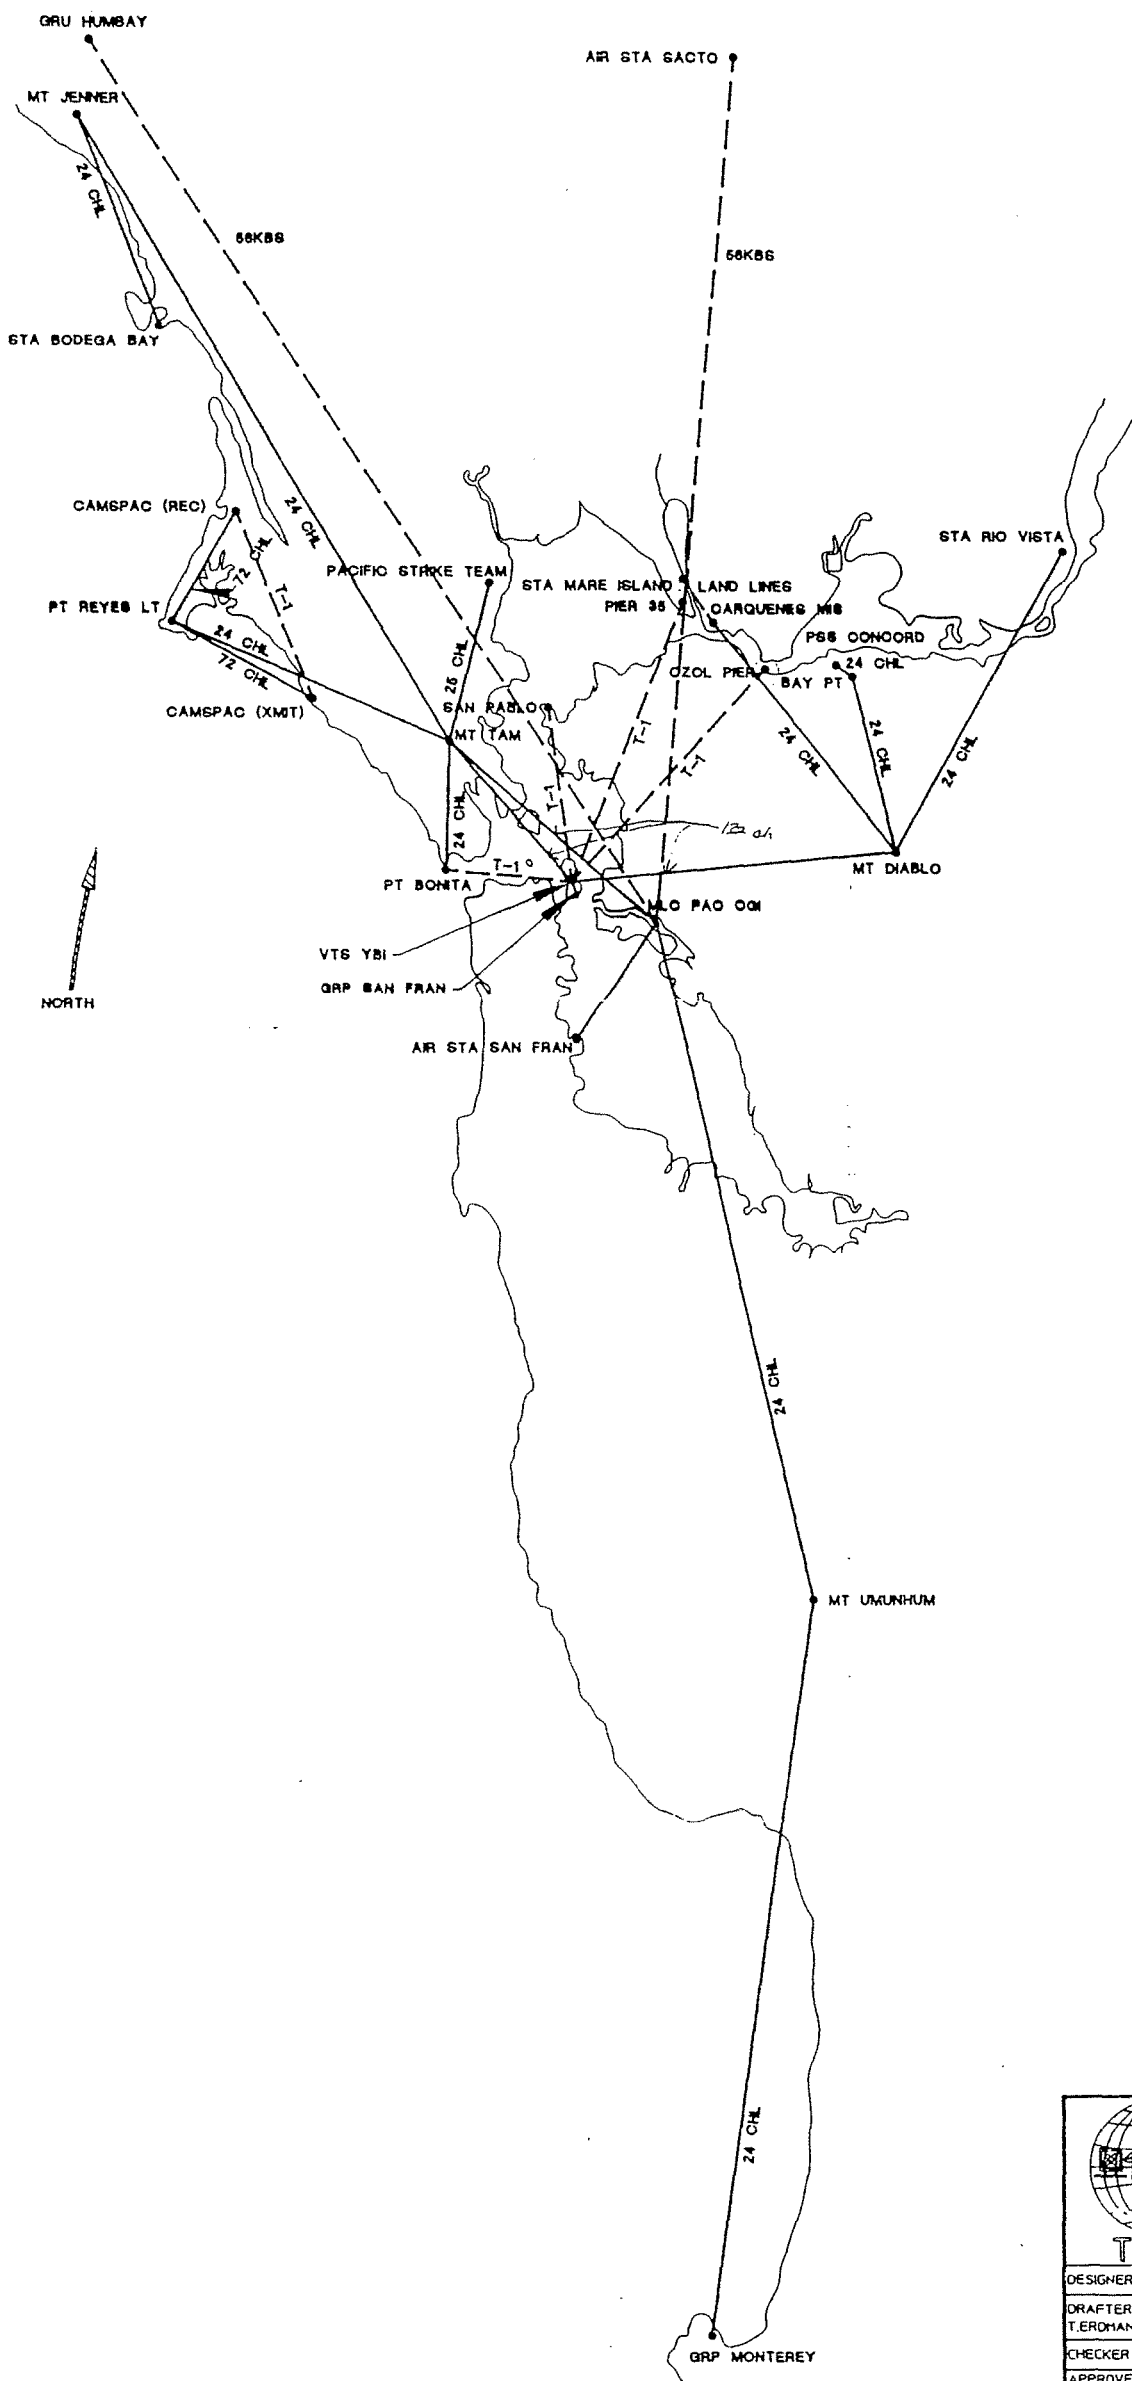 GRU HUMBAY
AIR STA SACTO
MT JENNER
24 CHL
56KBS
56KBS
STA BODEGA BAY
24 CHL
CAMSPAC (REC)
STA RIO VISTA
72 CHL
T-1
PACIFIC STRIKE TEAM
STA MARE ISLAND
LAND LINES
PIER 35
CARQUENES MIS
PT REYES LT
24 CHL
72 CHL
PSS CONCORD
24 CHL
OZOL PIER
BAY PT
25 CHL
CAMSPAC (XMIT)
SAN PABLO
MT TAM
T-1
T-1
24 CHL
24 CHL
24 CHL
T-1
24 CHL
T-1
PT BONITA
MT DIABLO
MLC PAC OGI
VTS YBI
GRP SAN FRAN
NORTH
AIR STA SAN FRAN
24 CHL
MT UMUNHUM
24 CHL
GRP MONTEREY
DESIGNER
DRAFTER
T.ERDMAN
CHECKER
APPROVE